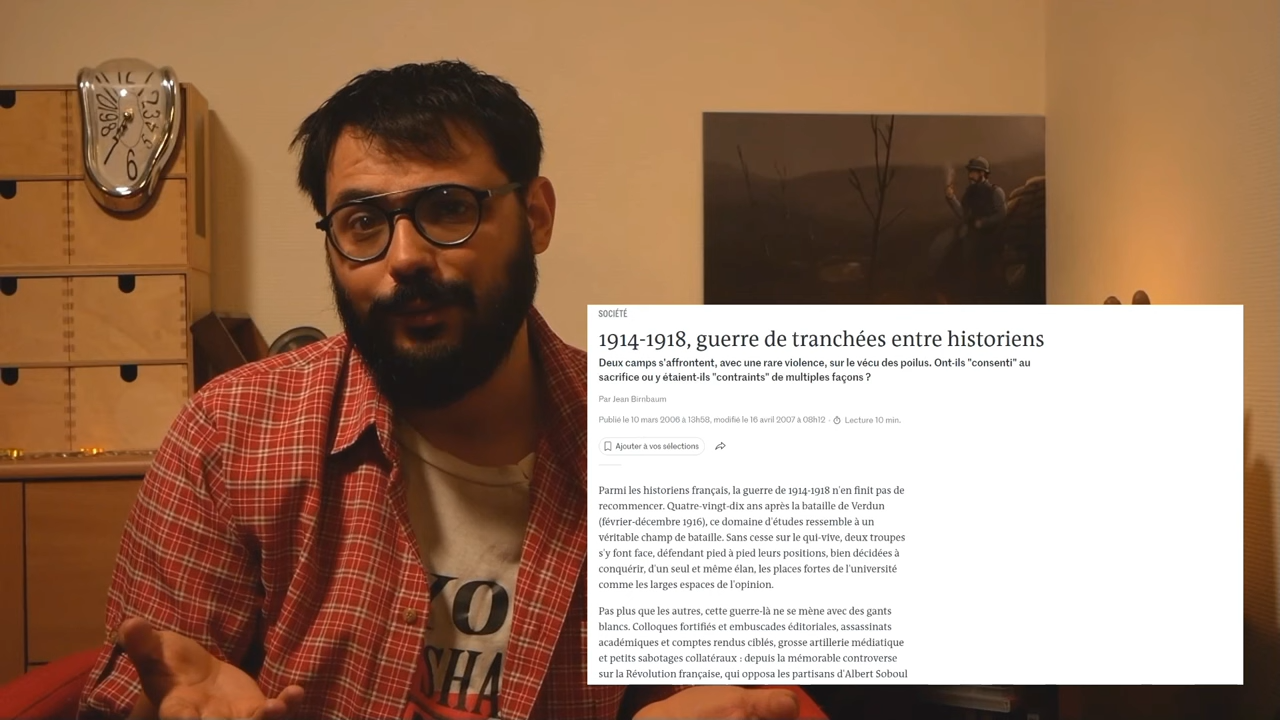 SOCIÉTÉ
1914-1918, guerre de tranchées entre historiens
Deux camps s'affrontent, avec une rare violence, sur le vécu des poilus. Ont-ils "consenti" au
sacrifice ou y étaient-ils "contraints" de multiples façons ?
Par Jean Birnbaum
Publié le 10 mars 2006 à 13h58, modifié le 16 avril 2007 à 08h12 · Lecture 10 min.
Ajouter à vos sélections
Parmi les historiens français, la guerre de 1914-1918 n'en finit pas de
recommencer. Quatre-vingt-dix ans après la bataille de Verdun
(février-décembre 1916), ce domaine d'études ressemble à un
véritable champ de bataille. Sans cesse sur le qui-vive, deux troupes
s'y font face, défendant pied à pied leurs positions, bien décidées à
conquérir, d'un seul et même élan, les places fortes de l'université
comme les larges espaces de l'opinion.
Pas plus que les autres, cette guerre-là ne se mène avec des gants
blancs. Colloques fortifiés et embuscades éditoriales, assassinats
académiques et comptes rendus ciblés, grosse artillerie médiatique
et petits sabotages collatéraux : depuis la mémorable controverse
sur la Révolution française, qui opposa les partisans d'Albert Soboul
YO
SHA